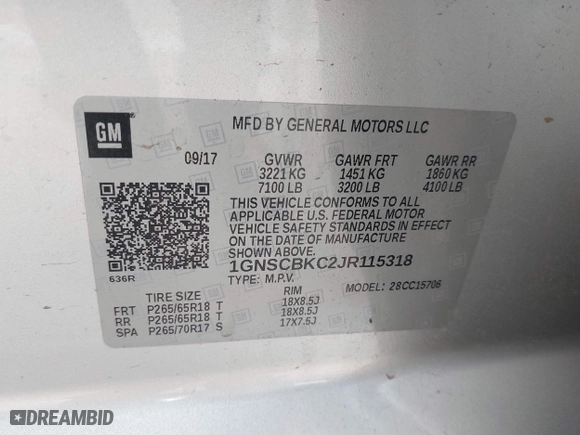 GM
MFD BY GENERAL MOTORS LLC
09/17 GVWR GAWR FRT GAWR RR
3221 KG 1451 KG 1860 KG
7100 LB 3200 LB 4100 LB
THIS VEHICLE CONFORMS TO ALL
APPLICABLE U.S. FEDERAL MOTOR
VEHICLE SAFETY STANDARDS IN
EFFECT ON THE DATE OF
MANUFACTURE SHOWN ABOVE.
1GNSCBKC2JR115318
636R
TYPE: M.P.V. MODEL: 28CC15706
TIRE SIZE RIM
FRT P265/65R18 T 18X8.5J
RR P265/65R18 T 18X8.5J
SPA P265/70R17 S 17X7.5J
DREAMBID